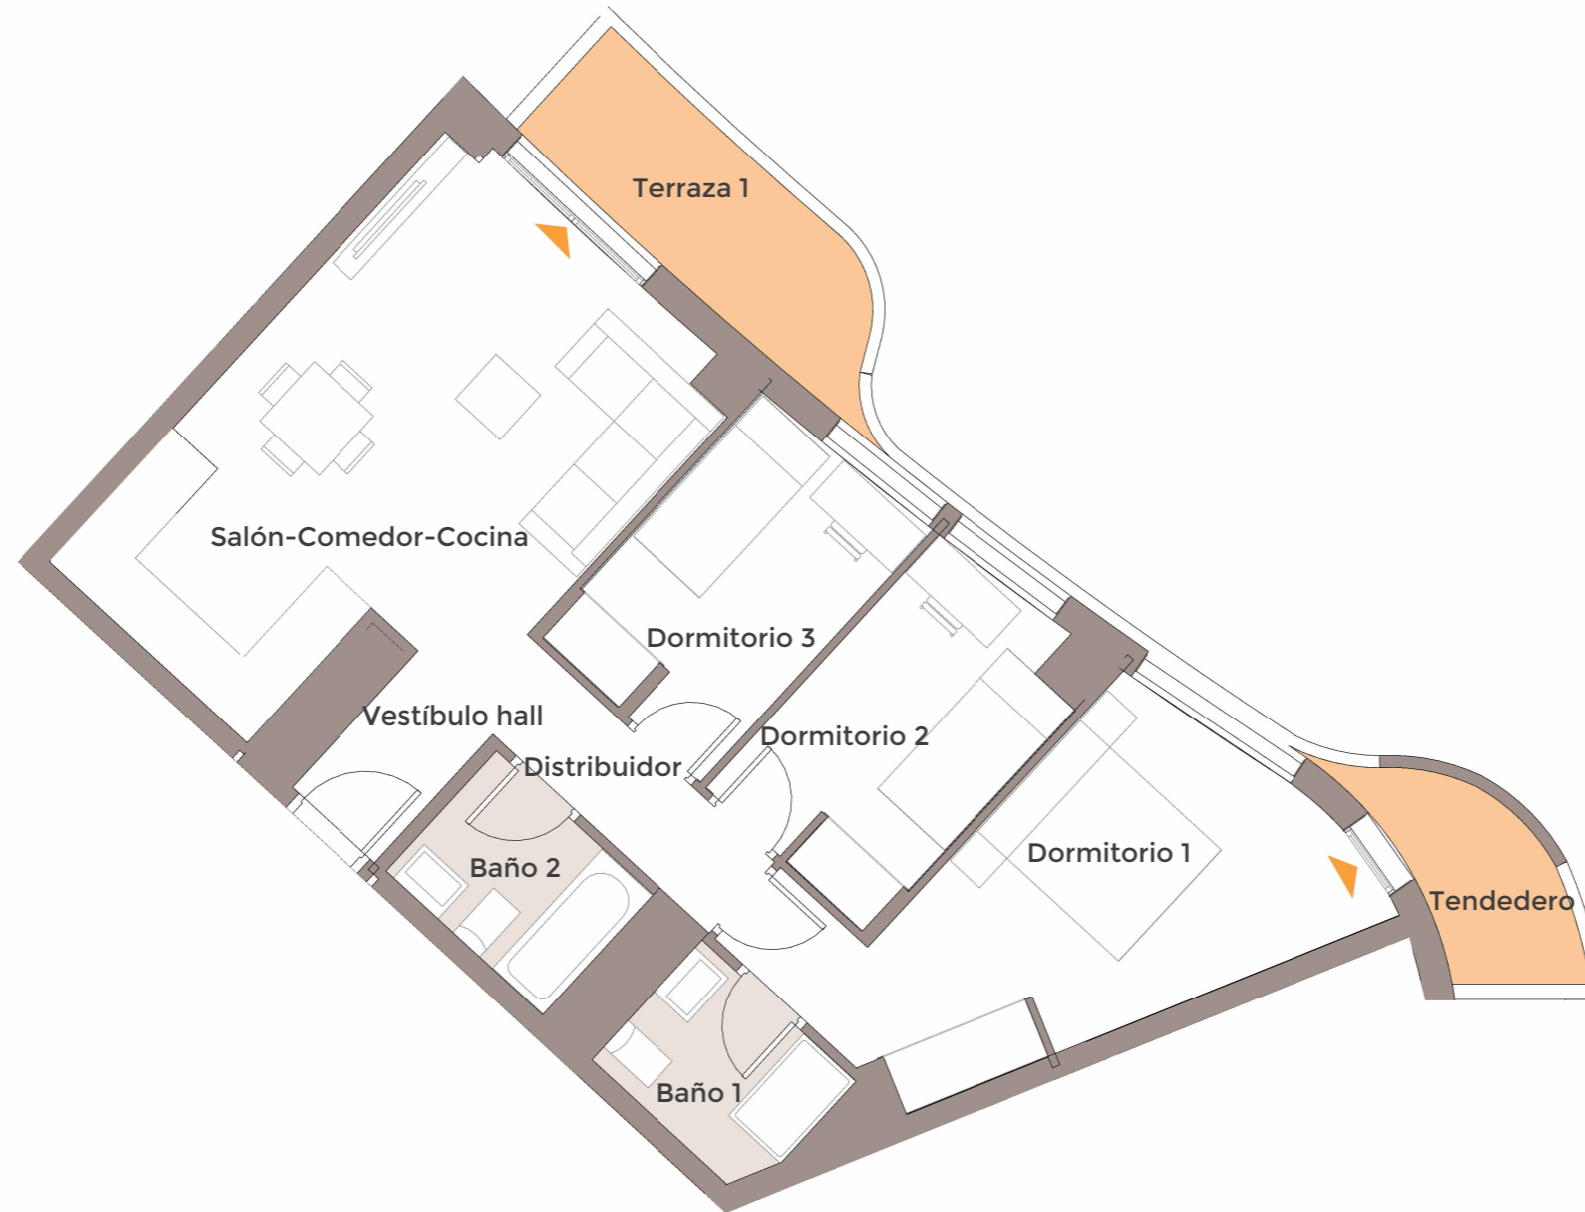 Terraza 1
Salón-Comedor-Cocina
Dormitorio 3
Vestíbulo hall
Dormitorio 2
Distribuidor
Dormitorio 1
Baño 2
Tendedero
Baño 1